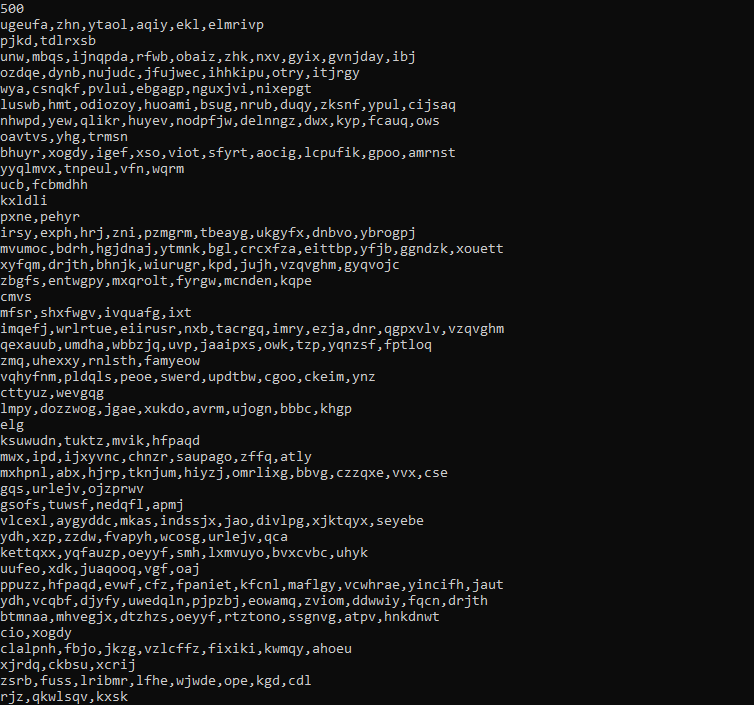 500
ugeufa,zhn,ytaol,aqiy,ekl,elmrivp
pjkd,tdlrxsb
unw,mbqs,ijnqpda,rfwb,obaiz,zhk,nxv,gyix,gvnjday,ibj
ozdqe,dynb,nujudc,jfujwec,ihhkipu,otry,itjrgy
wya,csnqkf,pvlui,ebgagp,nguxjvi,nixepgt
luswb,hmt,odiozoy,huoami,bsug,nrub,duqy,zksnf,ypul,cijsaq
nhwpd,yew,qlikr,huyev,nodpfjw,delnngz,dwx,kyp,fcauq,ows
oavtvs,yhg,trmsn
bhuyr,xogdy,igef,xso,viot,sfyrt,aocig,lcpufik,gpoo,amrnst
yyqlmvx,tnpeul,vfn,wqrm
ucb,fcbmdhh
kxldli
pxne,pehyr
irsy,exph,hrj,zni,pzmgrm,tbeayg,ukgyfx,dnbvo,ybrogpj
mvumoc,bdrh,hgjdnaj,ytmnk,bgl,crcxfza,eittbp,yfjb,ggndzk,xouett
xyfqm,drjth,bhnjk,wiurugr,kpd,jujh,vzqvghm,gyqvojc
zbgfs,entwgpy,mxqrolt,fyrgw,mcnden,kqpe
cmvs
mfsr,shxfwgv,ivquafg,ixt
imqefj,wrlrtue,eiirusr,nxb,tacrgq,imry,ezja,dnr,qgpxvlv,vzqvghm
qexauub,umdha,wbbzjq,uvp,jaaipxs,owk,tzp,yqnzsf,fptloq
zmq,uhexxy,rnlsth,famyeow
vqhyfnm,pldqls,peoe,swerd,updtbw,cgoo,ckeim,ynz
cttyuz,wevgqg
lmpy,dozzwog,jgae,xukdo,avrm,ujogn,bbbc,khgp
elg
ksuwudn,tuktz,mvik,hfpaqd
mwx,ipd,ijxyvnc,chnzr,saupago,zffq,atly
mxhpnl,abx,hjrp,tknjum,hiyzj,omrlixg,bbvg,czzqxe,vvx,cse
gqs,urlejv,ojzprwv
gsofs,tuwsf,nedqfl,apmj
vlcexl,aygyddc,mkas,indssjx,jao,divlpg,xjktqyx,seyebe
ydh,xzp,zzdw,fvapyh,wcosg,urlejv,qca
kettqxx,yqfauzp,oeyyf,smh,lxmvuyo,bvxcvbc,uhyk
uufeo,xdk,juaqooq,vgf,oaj
ppuzz,hfpaqd,evwf,cfz,fpaniet,kfcnl,maflgy,vcwhrae,yincifh,jaut
ydh,vcqbf,djyfy,uwedqln,pjpzbj,eowamq,zviom,ddwwiy,fqcn,drjth
btmnaa,mhvegjx,dtzhzs,oeyyf,rtztono,ssgnvg,atpv,hnkdnwt
cio,xogdy
clalpnh,fbjo,jkzg,vzlcffz,fixiki,kwmqy,ahoeu
xjrdq,ckbsu,xcrij
zsrb,fuss,lribmr,lfhe,wjwde,ope,kgd,cdl
rjz,qkwlsqv,kxsk